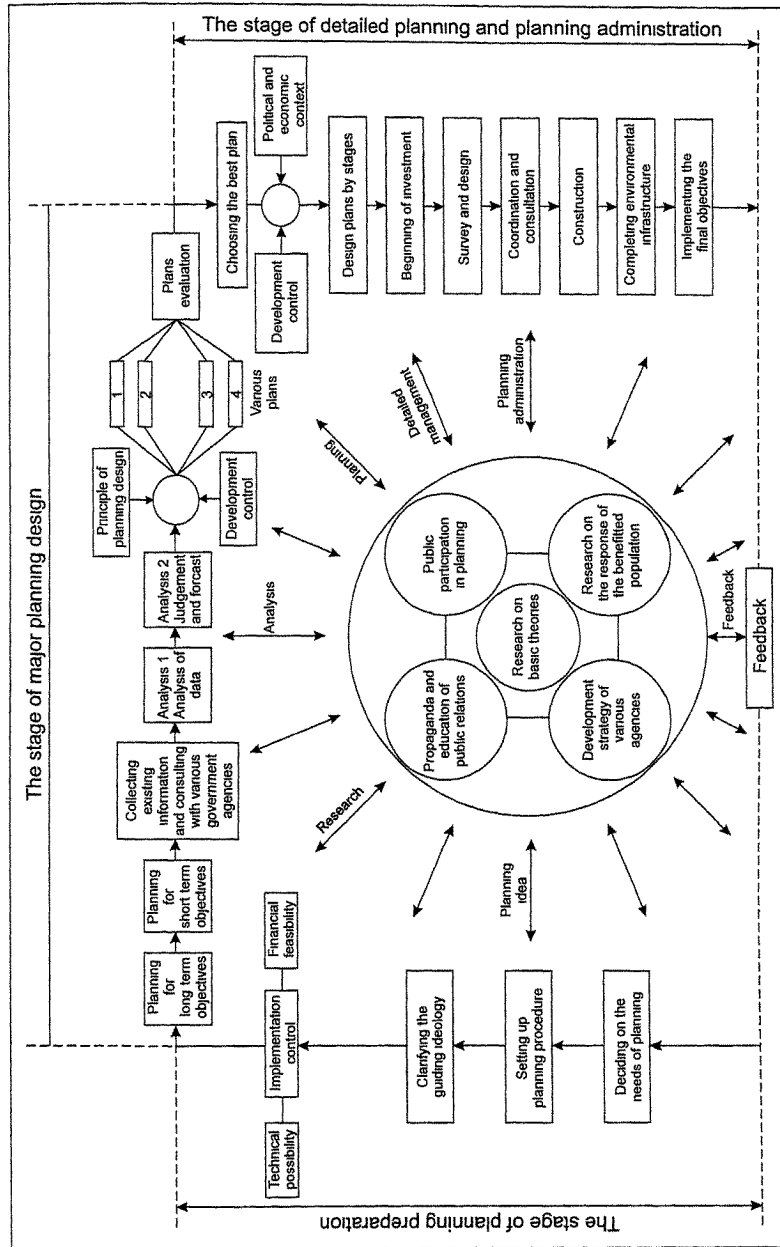 The stage of major planning design
The stage of planning preparation
Deciding on the
needs of planning
Setting up
planning procedure
Clarifying the
guiding ideology
Technical
possibility
Implementation
control
Financial
feasibility
Planning
for
long term
objectives
Planning
for
short term
objectives
Collecting
existing
information
and consulting
with various
government
agencies
Analysis 1
Analysis of
data
Analysis 2
Judgement
and forcast
Principle of
planning design
Development
control
1
2
3
4
Various
plans
Plans
evaluation
The stage of detailed planning and planning administration
Choosing the best plan
Political and
economic
context
Development
control
Design plans by stages
Beginning of investment
Survey and design
Coordination and
consultation
Construction
Completing environmental
infrastructure
Implementing the
final objectives
Planning
idea
Research
Analysis
Planning
Detailed
management
Planning
administration
Propaganda and
education of
public relations
Public
participation
in planning
Research on
basic theories
Development
strategy of
various
agencies
Research on
the response of
the benefitted
population
Feedback
Feedback